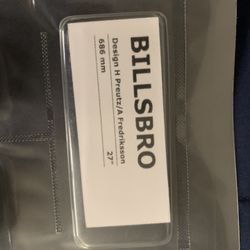 BILLSBRO
Design H Preutz/A Fredriksson
686 mm
27"